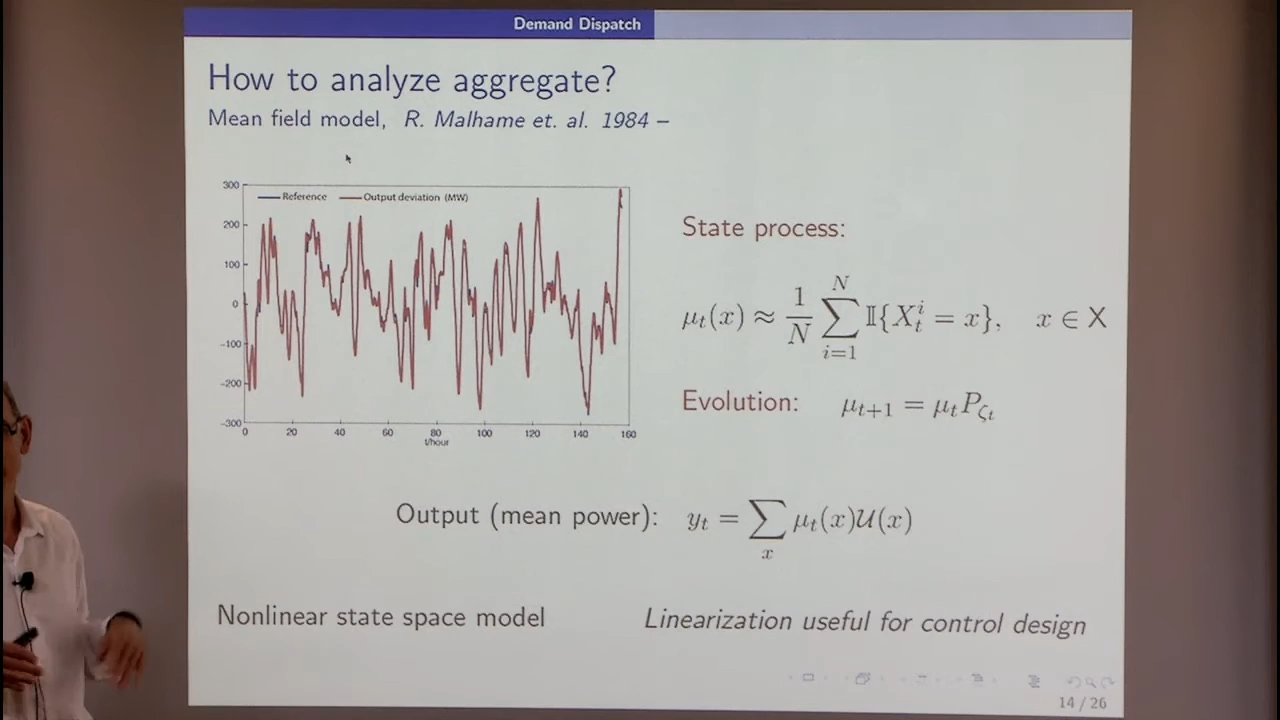 Demand Dispatch
How to analyze aggregate?
Mean field model, R. Malhame et. al. 1984 –
300
200
100
0
−100
−200
−300
Reference Output deviation (MW)
0 20 40 60 80 100 120 140 160
t/hour
State process:
μ_t(x) ≈ 1/N ∑_{i=1}^{N} 𝕀{X_t^i = x}, x ∈ X
Evolution: μ_{t+1} = μ_t P_{ζ_t}
Output (mean power): y_t = ∑_x μ_t(x)𝒰(x)
Nonlinear state space model
Linearization useful for control design
14 / 26